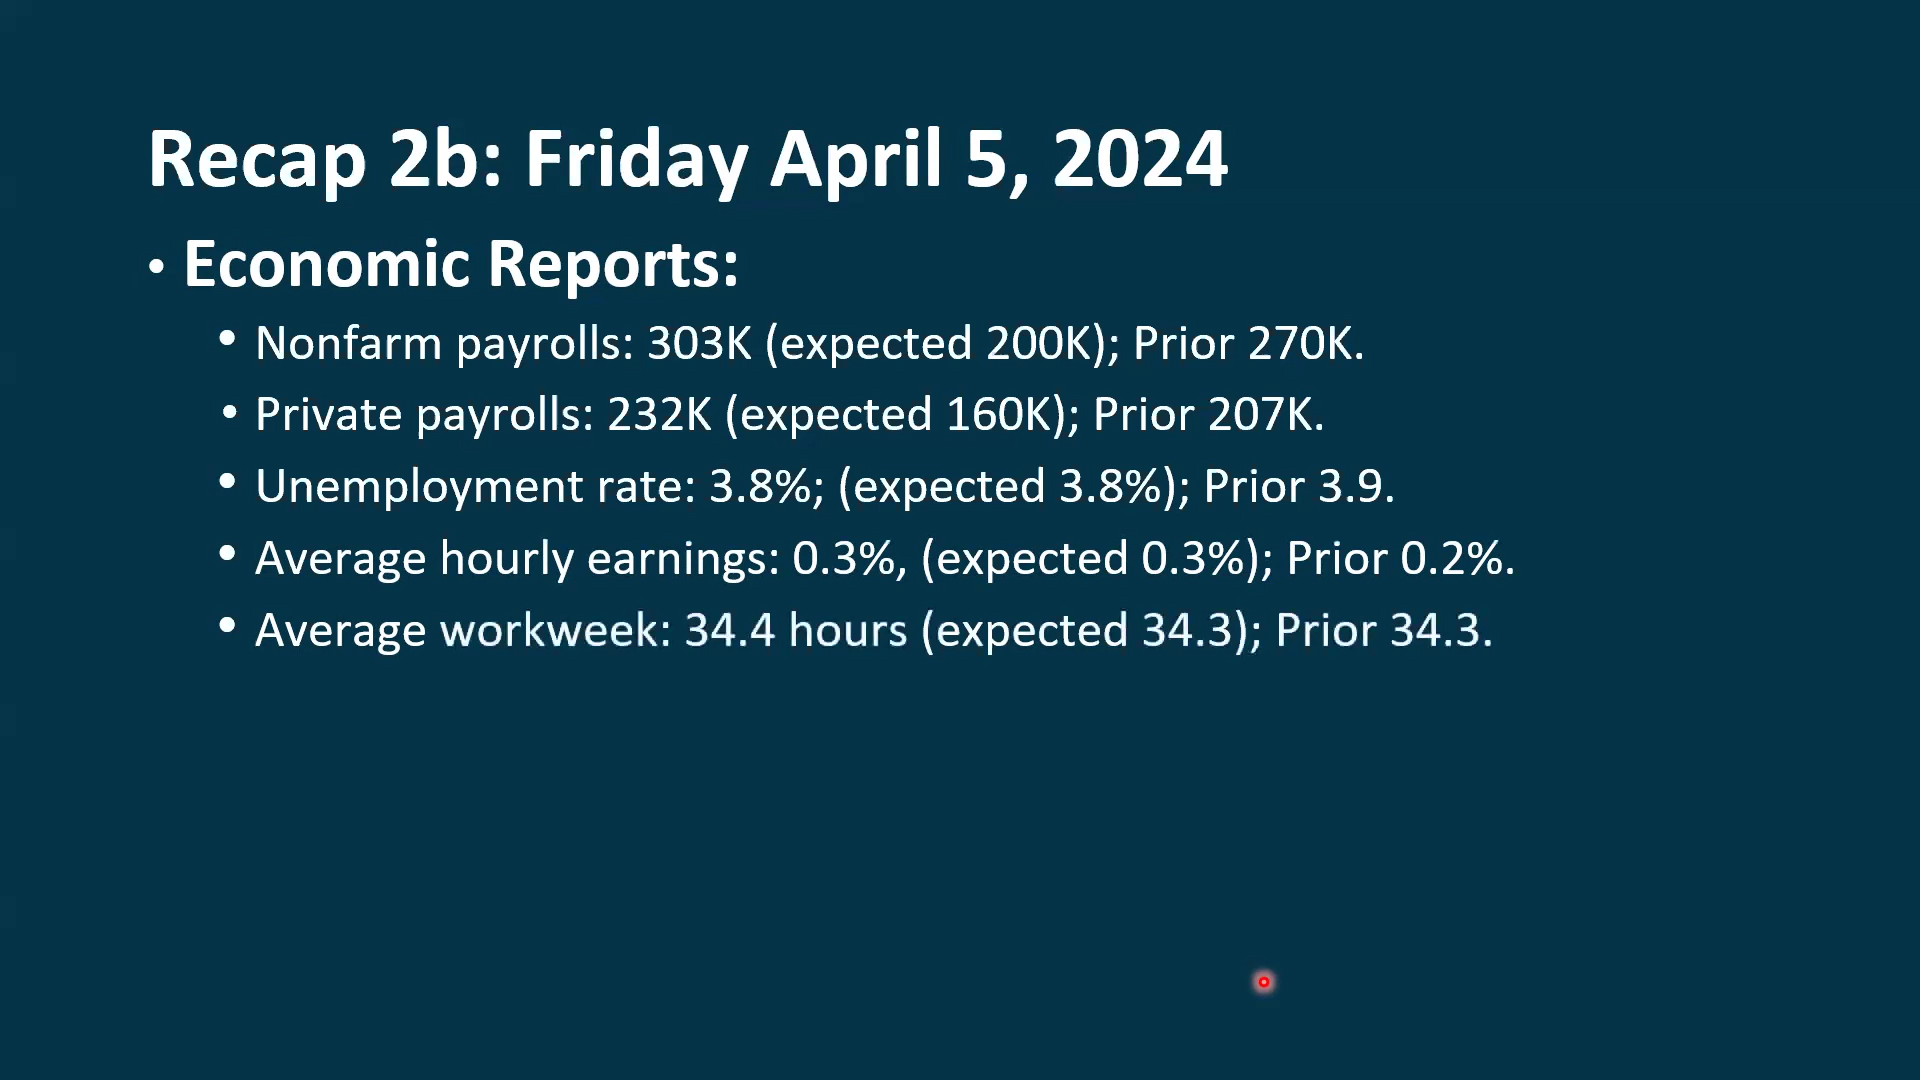 Recap 2b: Friday April 5, 2024
• Economic Reports:
• Nonfarm payrolls: 303K (expected 200K); Prior 270K.
• Private payrolls: 232K (expected 160K); Prior 207K.
• Unemployment rate: 3.8%; (expected 3.8%); Prior 3.9.
• Average hourly earnings: 0.3%, (expected 0.3%); Prior 0.2%.
• Average workweek: 34.4 hours (expected 34.3); Prior 34.3.